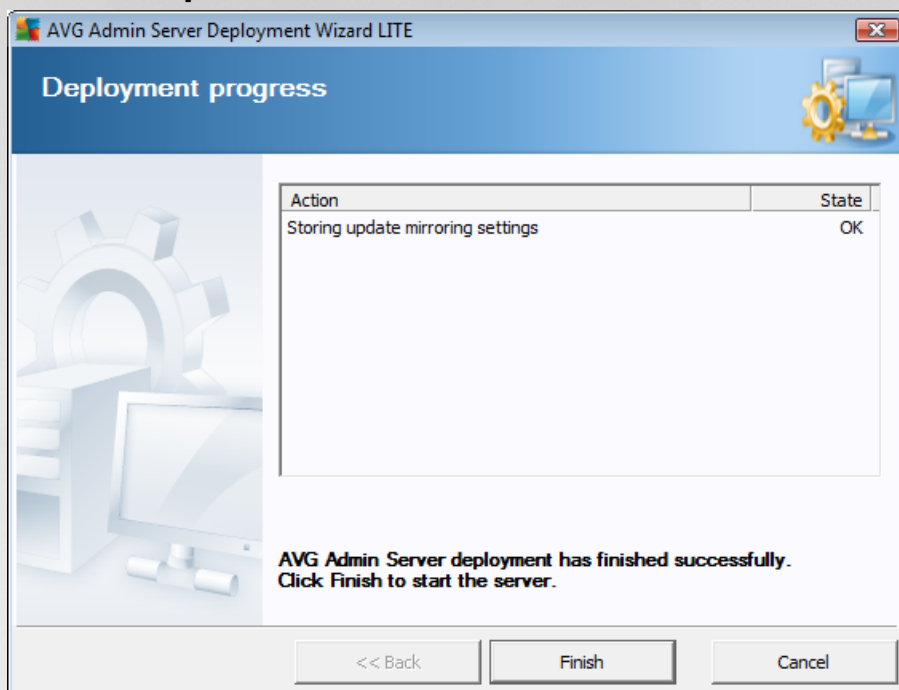 AVG Admin Server Deployment Wizard LITE
Deployment progress
Action State
Storing update mirroring settings OK
AVG Admin Server deployment has finished successfully.
Click Finish to start the server.
<< Back Finish Cancel